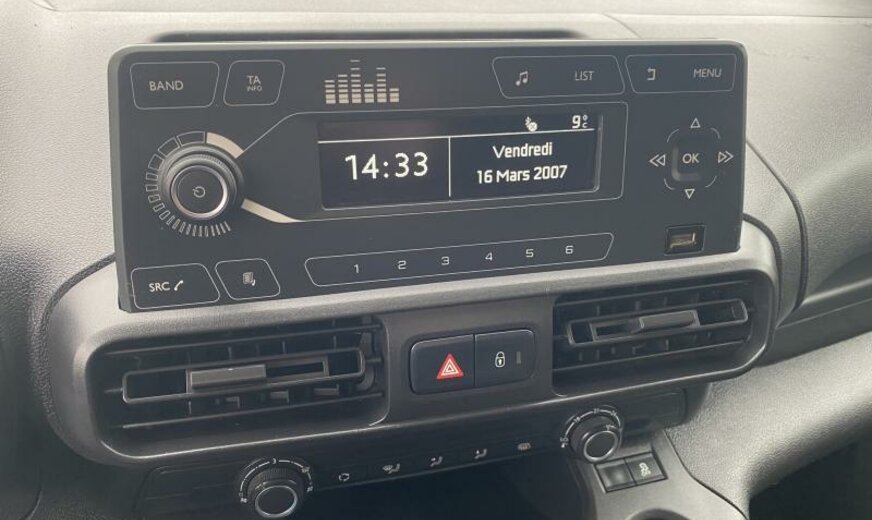 BAND
TA
INFO
LIST
MENU
9°C
14:33
Vendredi
16 Mars 2007
OK
SRC
1 2 3 4 5 6